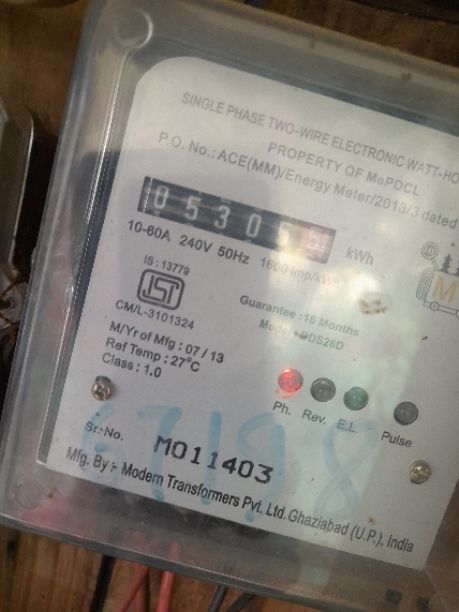 SINGLE PHASE TWO-WIRE ELECTRONIC WATT-HO
PROPERTY OF MePDCL
P.O. No.: ACE(MM)/Energy Meter/2013/3 dated
05305
kWh
10-60A 240V 50Hz 1600 imp/kWh
IS : 13779
ISI
CM/L-3101324
Guarantee :18 Months
M/Yr of Mfg : 07 / 13
Ref Temp : 27°C
Class : 1.0
Ph. Rev. E.L. Pulse
Sr. No. M011403
Mfg. By :- Modern Transformers Pvt. Ltd. Ghaziabad (U.P.), India